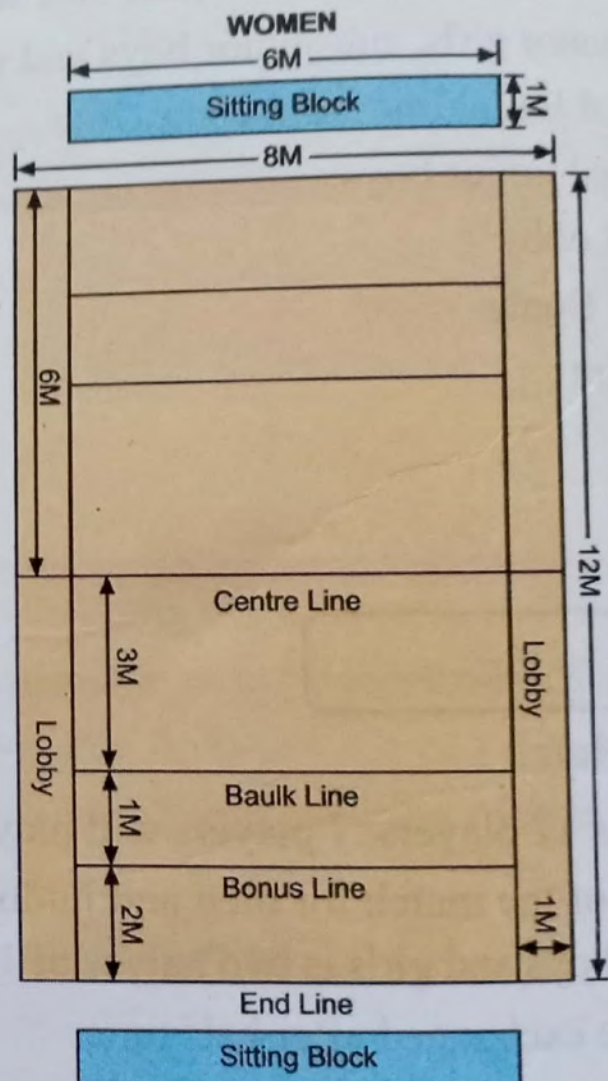 WOMEN
6M
Sitting Block
1M
8M
6M
12M
Centre Line
3M
Lobby
Lobby
Baulk Line
1M
Bonus Line
2M
1M
End Line
Sitting Block